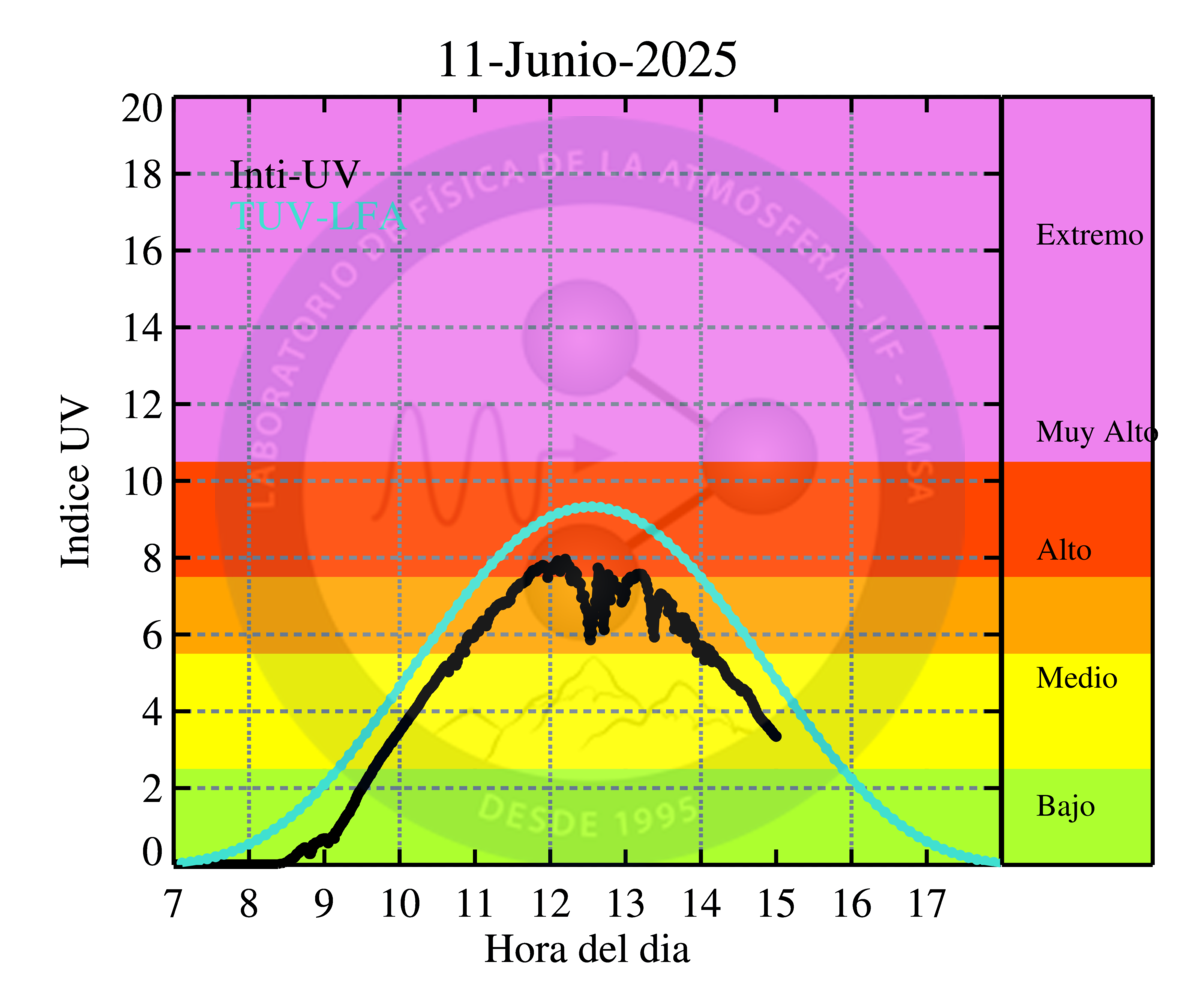 11-Junio-2025
20
18
16
14
12
10
8
6
4
2
0
Indice UV
Inti-UV
TUV-LFA
LABORATORIO DE FÍSICA DE LA ATMÓSFERA - IIF - UMSA
DESDE 1995
Extremo
Muy Alto
Alto
Medio
Bajo
7 8 9 10 11 12 13 14 15 16 17
Hora del dia